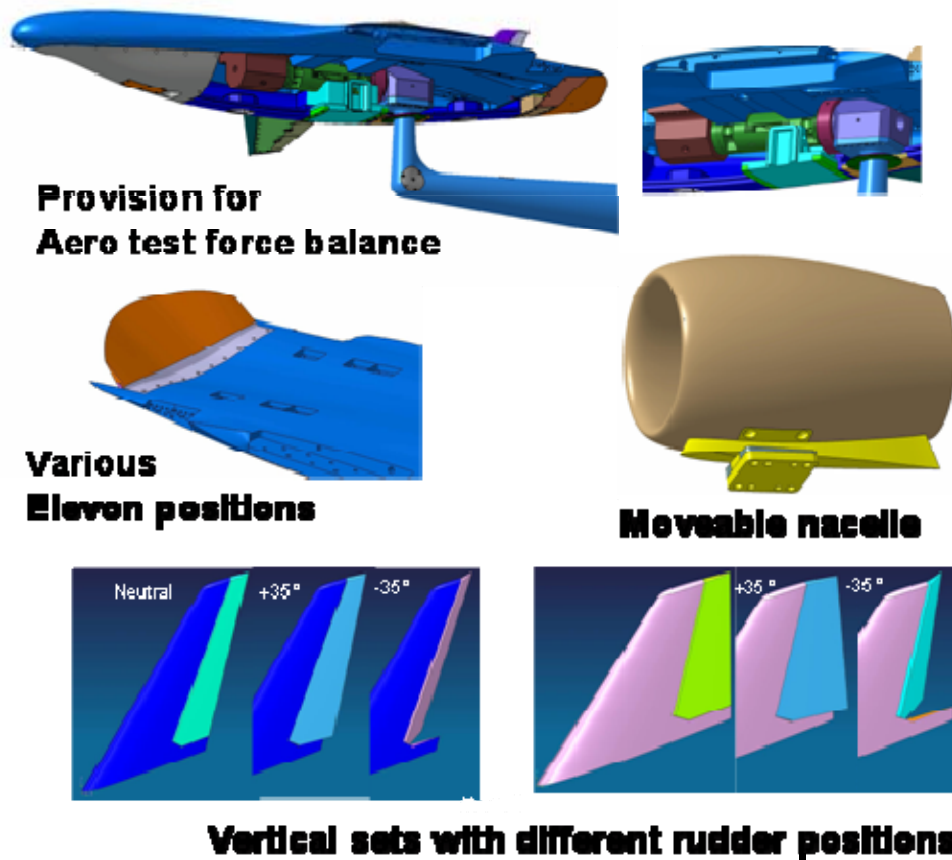 Provision for
Aero test force balance
Various
Elevon positions
Moveable nacelle
Neutral +35° -35°
+35° -35°
Vertical sets with different rudder positions